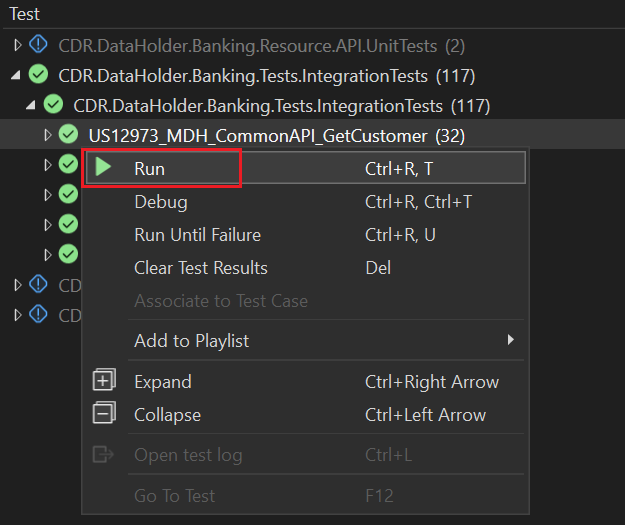 Test
CDR.DataHolder.Banking.Resource.API.UnitTests (2)
CDR.DataHolder.Banking.Tests.IntegrationTests (117)
CDR.DataHolder.Banking.Tests.IntegrationTests (117)
US12973_MDH_CommonAPI_GetCustomer (32)
Run Ctrl+R, T
Debug Ctrl+R, Ctrl+T
Run Until Failure Ctrl+R, U
Clear Test Results Del
CD
Associate to Test Case
CD
Add to Playlist
Expand Ctrl+Right Arrow
Collapse Ctrl+Left Arrow
Open test log Ctrl+L
Go To Test F12